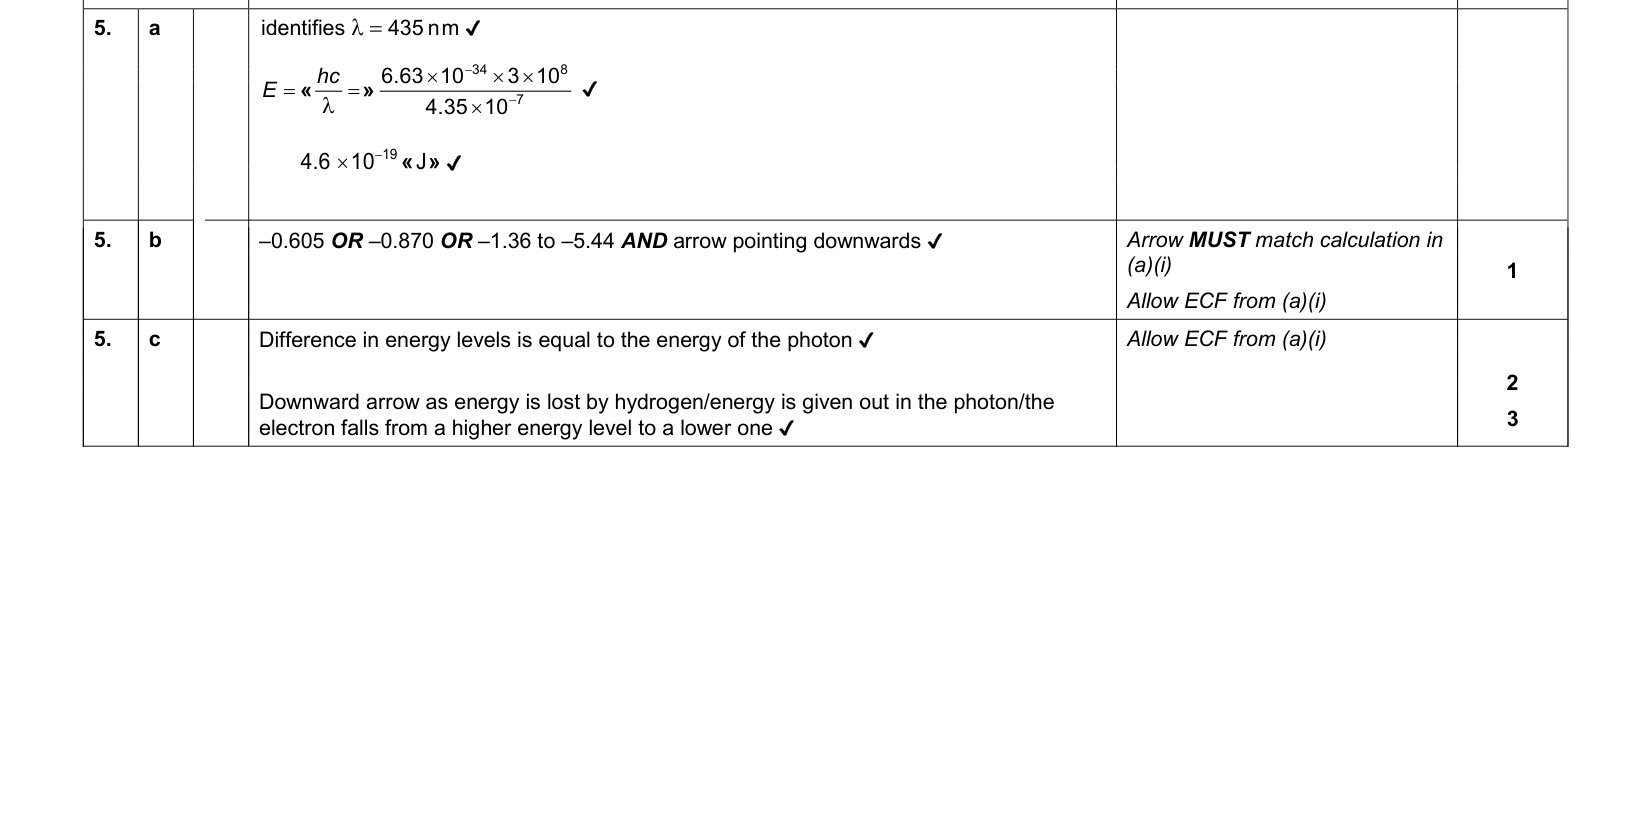 5. a identifies λ = 435 nm ✓
E = «hc/λ =» 6.63×10⁻³⁴ ×3×10⁸ / 4.35×10⁻⁷ ✓
4.6 ×10⁻¹⁹ «J» ✓
5. b –0.605 OR –0.870 OR –1.36 to –5.44 AND arrow pointing downwards ✓
Arrow MUST match calculation in
(a)(i)
Allow ECF from (a)(i)
1
5. c Difference in energy levels is equal to the energy of the photon ✓
Downward arrow as energy is lost by hydrogen/energy is given out in the photon/the
electron falls from a higher energy level to a lower one ✓
Allow ECF from (a)(i)
2
3